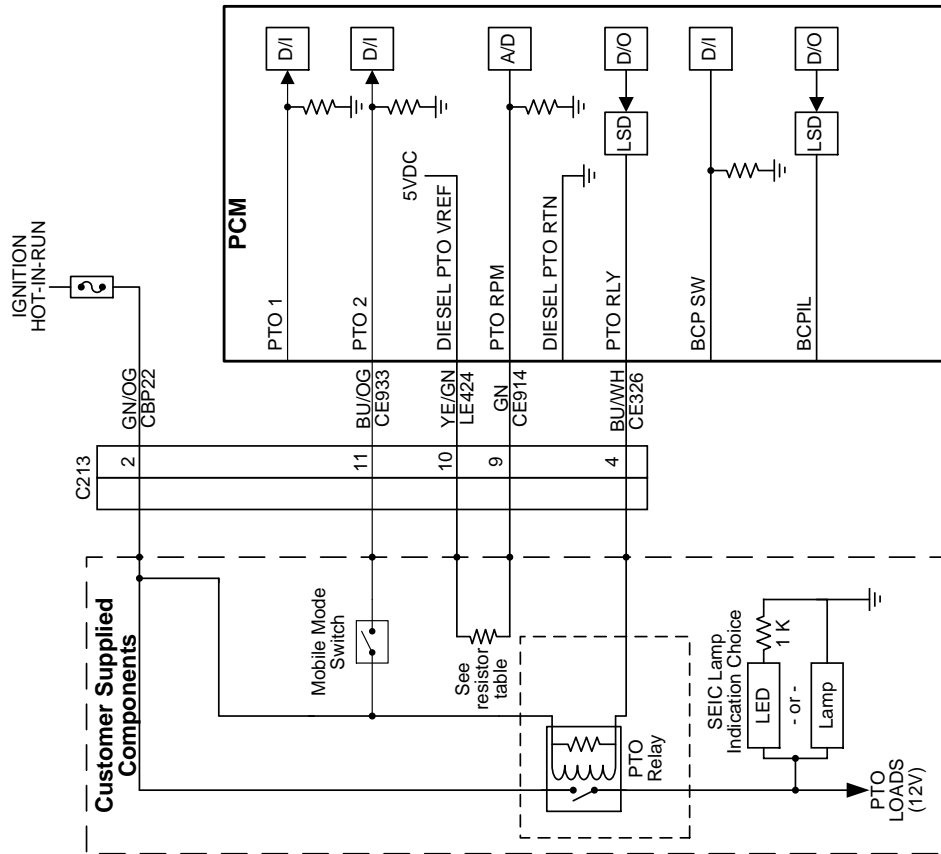 IGNITION
HOT-IN-RUN
PCM
D/I
D/I
A/D
D/O
D/I
D/O
LSD
LSD
5VDC
PTO 1
PTO 2
DIESEL PTO VREF
PTO RPM
DIESEL PTO RTN
PTO RLY
BCP SW
BCPIL
GN/OG
CBP22
BU/OG
CE933
YE/GN
LE424
GN
CE914
BU/WH
CE326
C213
2
11
10
9
4
Customer Supplied
Components
Mobile Mode
Switch
See
resistor
table
PTO
Relay
SEIC Lamp
Indication Choice
LED
1 K
- or -
Lamp
PTO
LOADS
(12V)